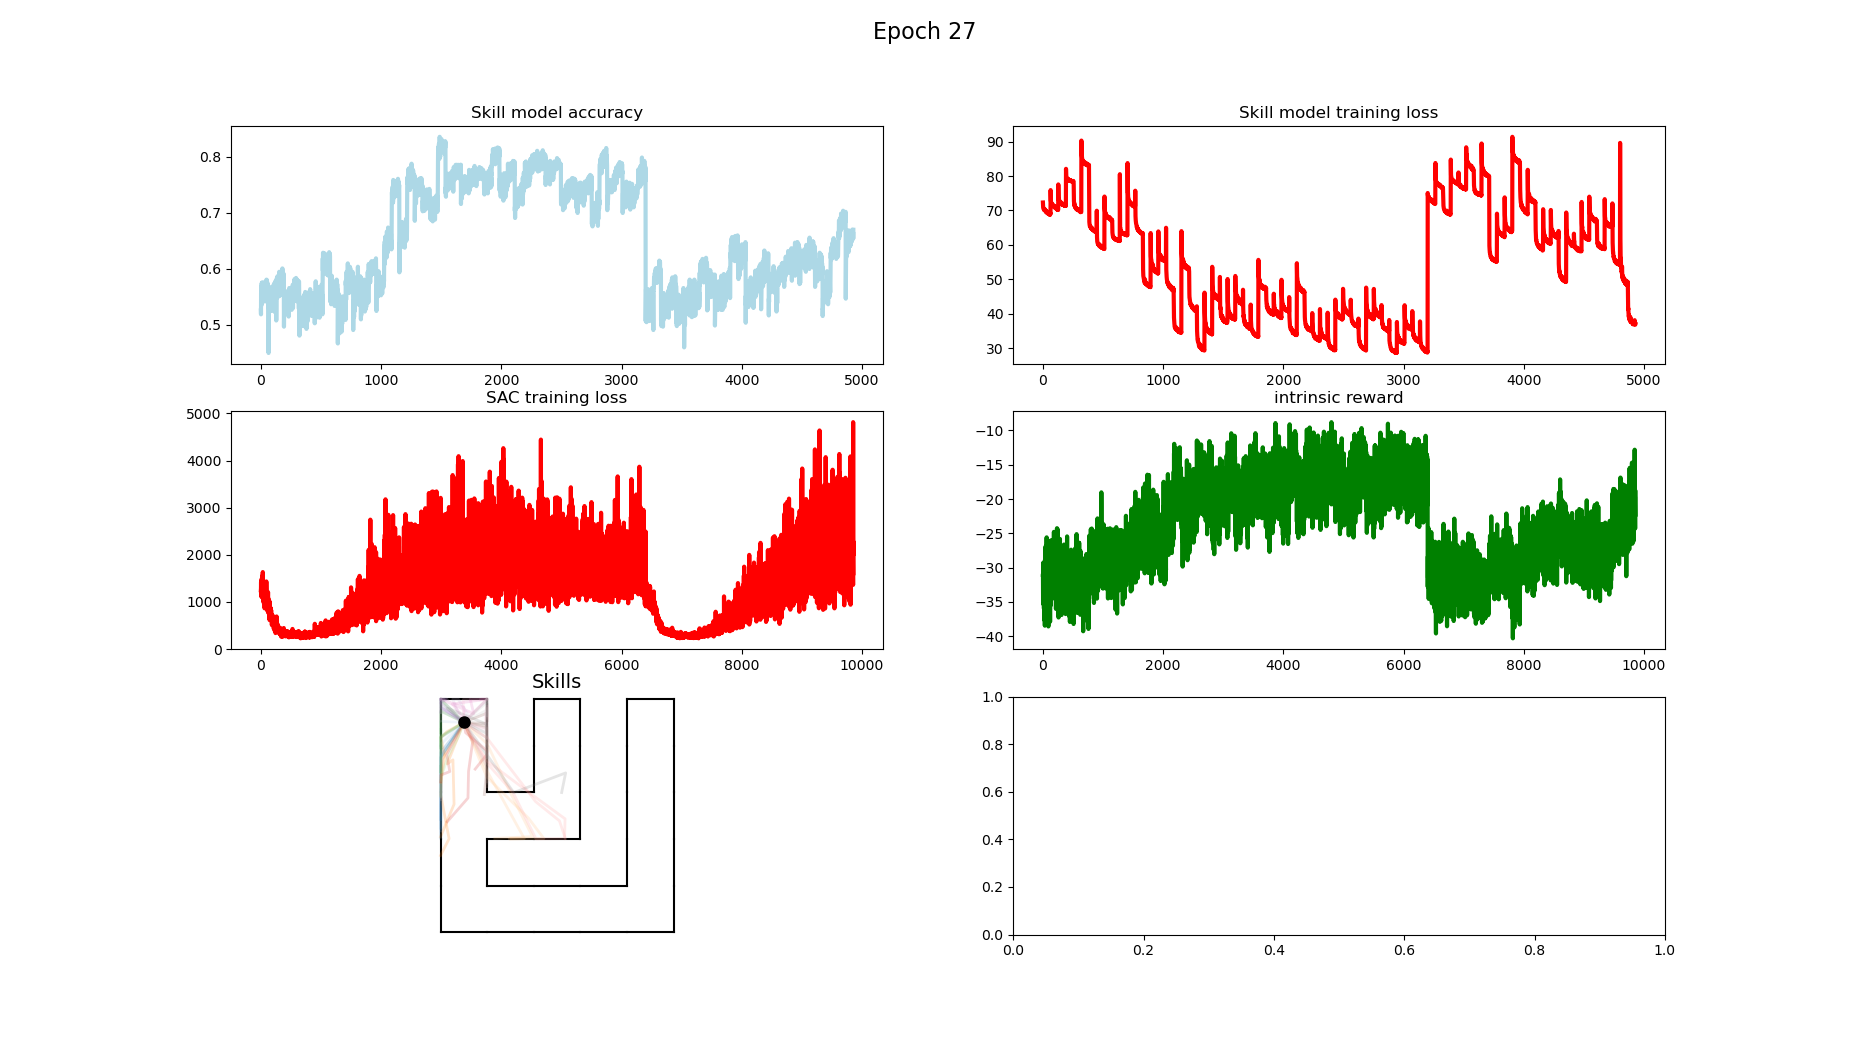 Epoch 27
Skill model accuracy
0.8
0.7
0.6
0.5
0 1000 2000 3000 4000 5000
Skill model training loss
90
80
70
60
50
40
30
0 1000 2000 3000 4000 5000
SAC training loss
5000
4000
3000
2000
1000
0
0 2000 4000 6000 8000 10000
intrinsic reward
−10
−15
−20
−25
−30
−35
−40
0 2000 4000 6000 8000 10000
Skills
1.0
0.8
0.6
0.4
0.2
0.0
0.0 0.2 0.4 0.6 0.8 1.0